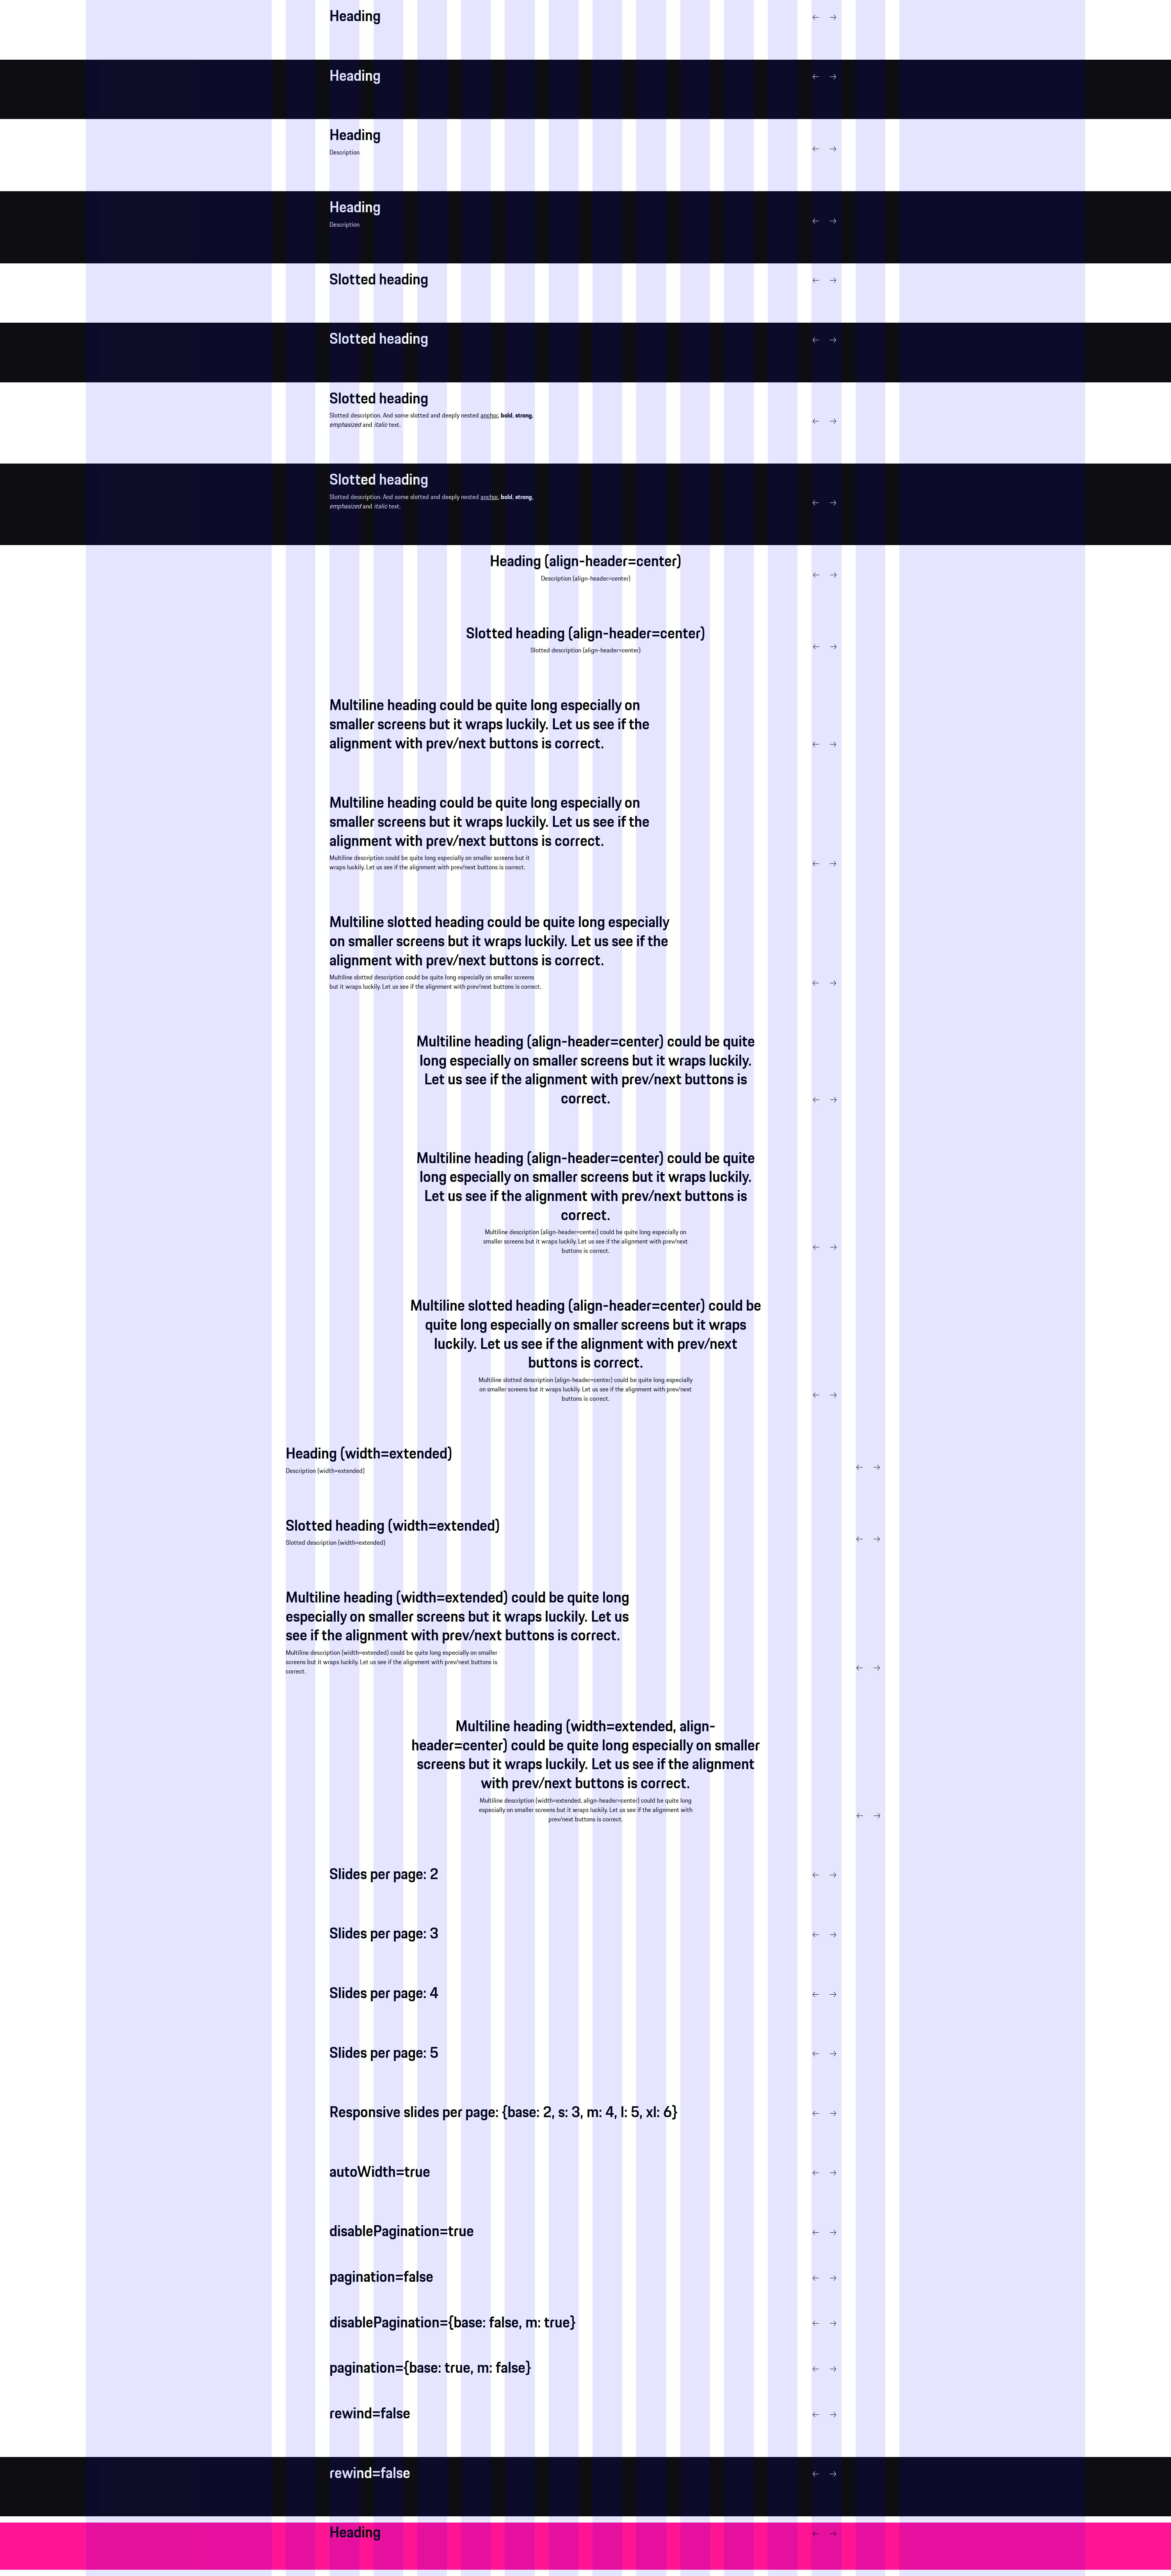 Heading
Heading
Heading
Description
Heading
Description
Slotted heading
Slotted heading
Slotted heading
Slotted description. And some slotted and deeply nested anchor, bold, strong,
emphasized and italic text.
Slotted heading
Slotted description. And some slotted and deeply nested anchor, bold, strong,
emphasized and italic text.
Heading (align-header=center)
Description (align-header=center)
Slotted heading (align-header=center)
Slotted description (align-header=center)
Multiline heading could be quite long especially on
smaller screens but it wraps luckily. Let us see if the
alignment with prev/next buttons is correct.
Multiline heading could be quite long especially on
smaller screens but it wraps luckily. Let us see if the
alignment with prev/next buttons is correct.
Multiline description could be quite long especially on smaller screens but it
wraps luckily. Let us see if the alignment with prev/next buttons is correct.
Multiline slotted heading could be quite long especially
on smaller screens but it wraps luckily. Let us see if the
alignment with prev/next buttons is correct.
Multiline slotted description could be quite long especially on smaller screens
but it wraps luckily. Let us see if the alignment with prev/next buttons is correct.
Multiline heading (align-header=center) could be quite
long especially on smaller screens but it wraps luckily.
Let us see if the alignment with prev/next buttons is
correct.
Multiline heading (align-header=center) could be quite
long especially on smaller screens but it wraps luckily.
Let us see if the alignment with prev/next buttons is
correct.
Multiline description (align-header=center) could be quite long especially on
smaller screens but it wraps luckily. Let us see if the alignment with prev/next
buttons is correct.
Multiline slotted heading (align-header=center) could be
quite long especially on smaller screens but it wraps
luckily. Let us see if the alignment with prev/next
buttons is correct.
Multiline slotted description (align-header=center) could be quite long especially
on smaller screens but it wraps luckily. Let us see if the alignment with prev/next
buttons is correct.
Heading (width=extended)
Description (width=extended)
Slotted heading (width=extended)
Slotted description (width=extended)
Multiline heading (width=extended) could be quite long
especially on smaller screens but it wraps luckily. Let us
see if the alignment with prev/next buttons is correct.
Multiline description (width=extended) could be quite long especially on smaller
screens but it wraps luckily. Let us see if the alignment with prev/next buttons is
correct.
Multiline heading (width=extended, align-
header=center) could be quite long especially on smaller
screens but it wraps luckily. Let us see if the alignment
with prev/next buttons is correct.
Multiline description (width=extended, align-header=center) could be quite long
especially on smaller screens but it wraps luckily. Let us see if the alignment with
prev/next buttons is correct.
Slides per page: 2
Slides per page: 3
Slides per page: 4
Slides per page: 5
Responsive slides per page: {base: 2, s: 3, m: 4, l: 5, xl: 6}
autoWidth=true
disablePagination=true
pagination=false
disablePagination={base: false, m: true}
pagination={base: true, m: false}
rewind=false
rewind=false
Heading